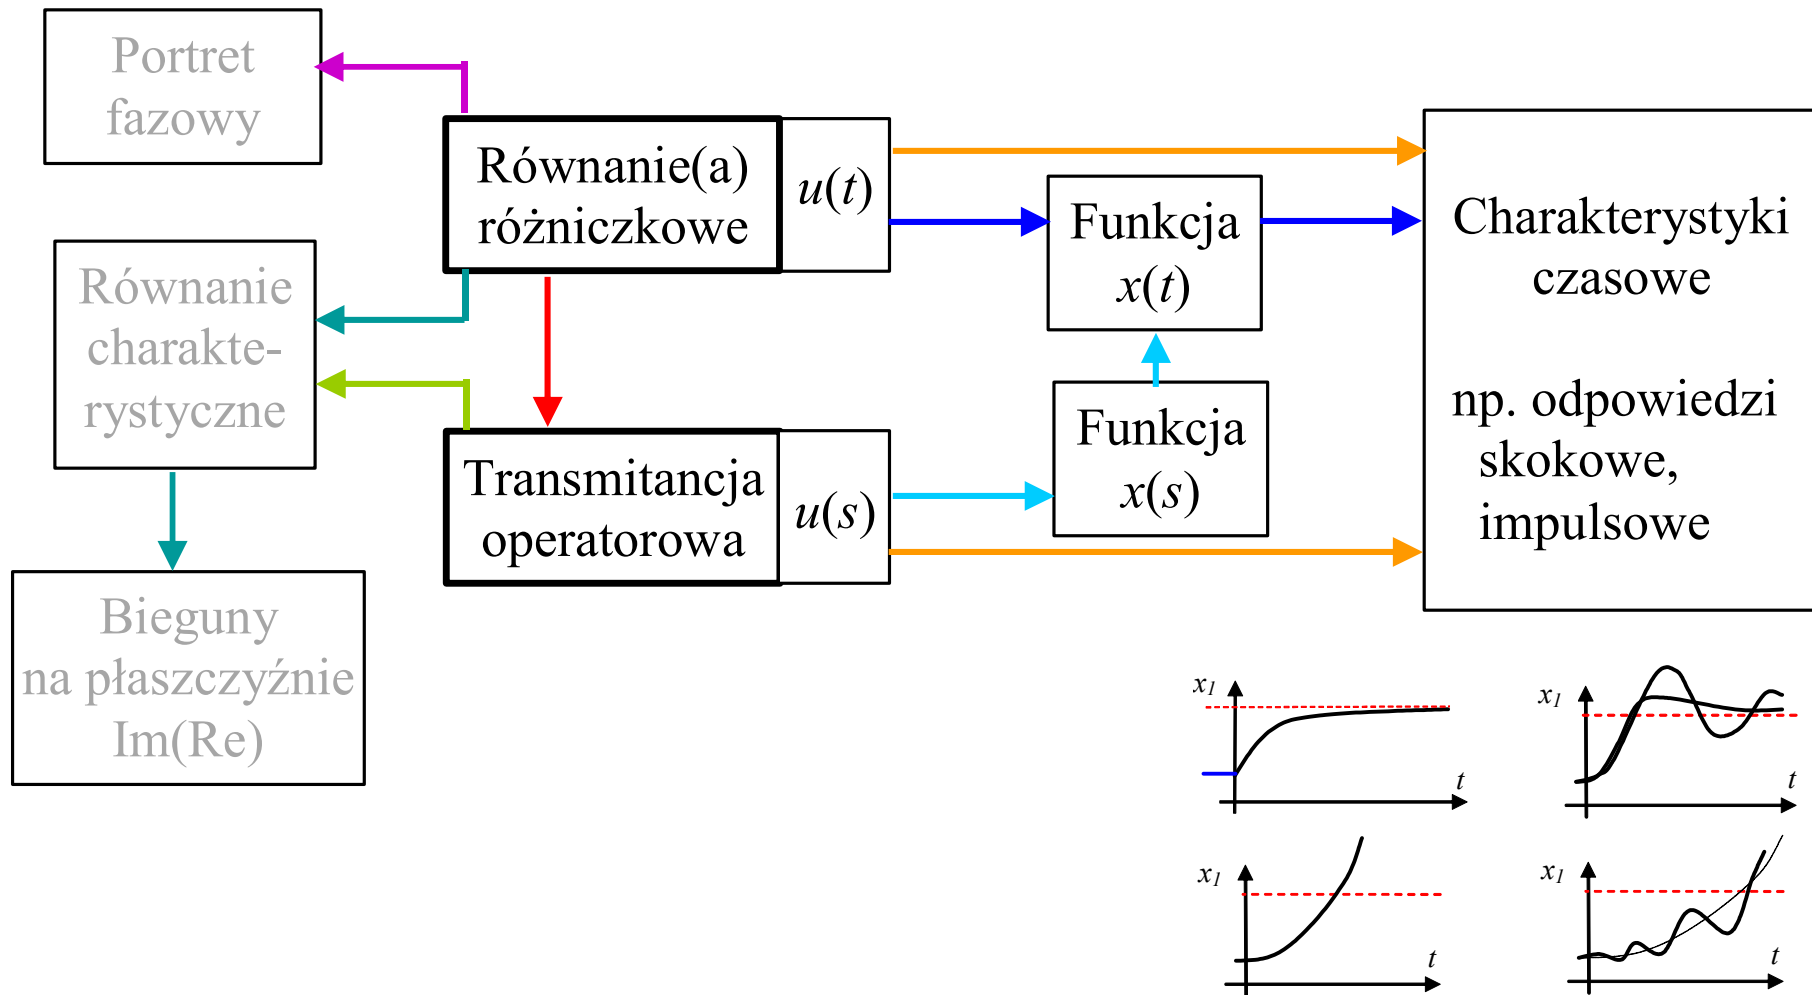 Portret
fazowy
Równanie(a)
różniczkowe
u(t)
Funkcja
x(t)
Charakterystyki
czasowe
np. odpowiedzi
skokowe,
impulsowe
Równanie
charakte-
rystyczne
Transmitancja
operatorowa
u(s)
Funkcja
x(s)
Bieguny
na płaszczyźnie
Im(Re)
x1
t
x1
t
x1
t
x1
t